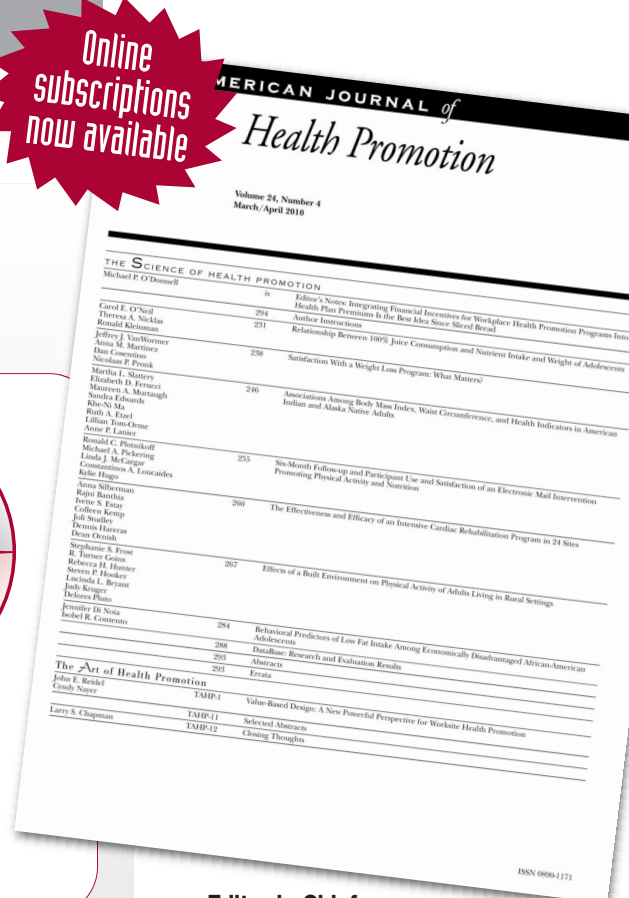 Online
subscriptions
now available
MERICAN JOURNAL of
Health Promotion
Volume 24, Number 4
March/April 2010
THE SCIENCE OF HEALTH PROMOTION
Michael P. O'Donnell iv Editor's Notes: Integrating Financial Incentives for Workplace Health Promotion Programs Into
Health Plan Premiums Is the Best Idea Since Sliced Bread
294 Author Instructions
Carol E. O'Neil 231 Relationship Between 100% Juice Consumption and Nutrient Intake and Weight of Adolescents
Theresa A. Nicklas
Ronald Kleinman
Jeffrey J. VanWormer 238 Satisfaction With a Weight Loss Program: What Matters?
Anna M. Martinez
Dan Cosentino
Nicolaas P. Pronk
Martha L. Slattery 246 Associations Among Body Mass Index, Waist Circumference, and Health Indicators in American
Elizabeth D. Ferucci Indian and Alaska Native Adults
Maureen A. Murtaugh
Sandra Edwards
Khe-Ni Ma
Ruth A. Etzel
Lillian Tom-Orme
Anne P. Lanier
Ronald C. Plotnikoff 255 Six-Month Follow-up and Participant Use and Satisfaction of an Electronic Mail Intervention
Michael A. Pickering Promoting Physical Activity and Nutrition
Linda J. McCargar
Constantinos A. Loucaides
Kylie Hugo
Anna Silberman 260 The Effectiveness and Efficacy of an Intensive Cardiac Rehabilitation Program in 24 Sites
Rajni Banthia
Ivette S. Estay
Colleen Kemp
Joli Studley
Dennis Hareras
Dean Ornish
Stephanie S. Frost 267 Effects of a Built Environment on Physical Activity of Adults Living in Rural Settings
R. Turner Goins
Rebecca H. Hunter
Steven P. Hooker
Lucinda L. Bryant
Judy Kruger
Delores Pluto
Jennifer Di Noia 284 Behavioral Predictors of Low Fat Intake Among Economically Disadvantaged African-American
Isobel R. Contento Adolescents
288 DataBase: Research and Evaluation Results
293 Abstracts
293 Errata
The Art of Health Promotion
John E. Reidel TAHP-1 Value-Based Design: A New Powerful Perspective for Worksite Health Promotion
Cyndy Nayer
TAHP-11 Selected Abstracts
Larry S. Chapman TAHP-12 Closing Thoughts
ISSN 0890-1171